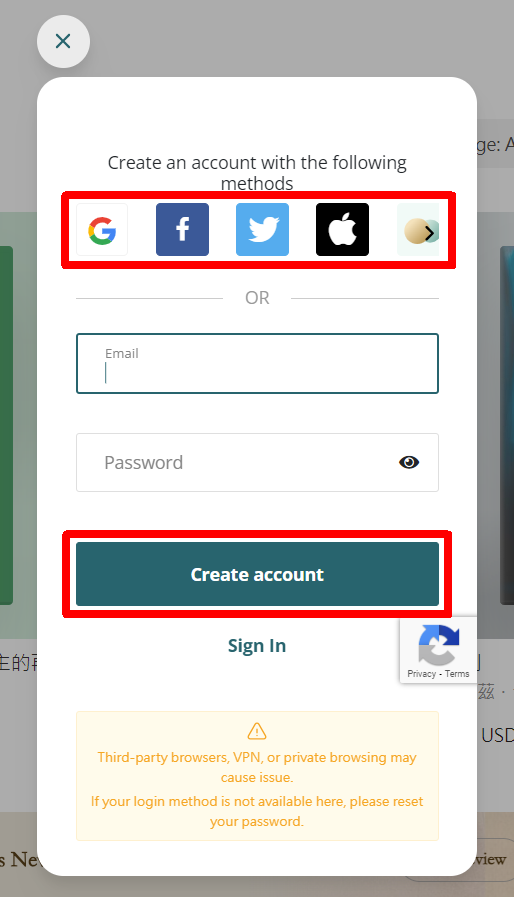 ge: A
Create an account with the following
methods
OR
Email
Password
Create account
Sign In
主的
Privacy - Terms
USD
Third-party browsers, VPN, or private browsing may
cause issue.
If your login method is not available here, please reset
your password.
s Ne
view